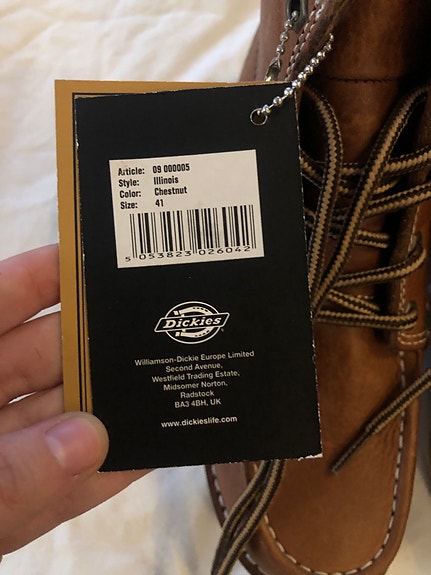 Article: 09 000005
Style: Illinois
Color: Chestnut
Size: 41
5 053823 026042
Dickies
Williamson-Dickie Europe Limited
Second Avenue,
Westfield Trading Estate,
Midsomer Norton,
Radstock
BA3 4BH, UK
www.dickieslife.com